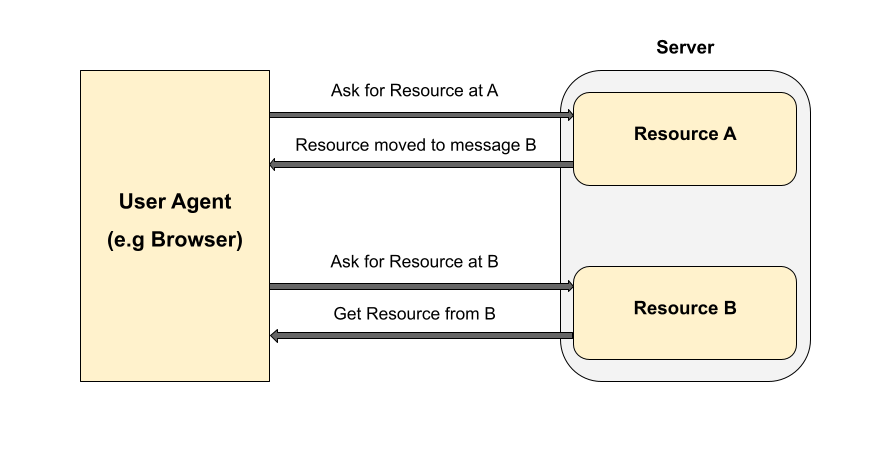 Server
Ask for Resource at A
Resource A
Resource moved to message B
User Agent
(e.g Browser)
Ask for Resource at B
Resource B
Get Resource from B